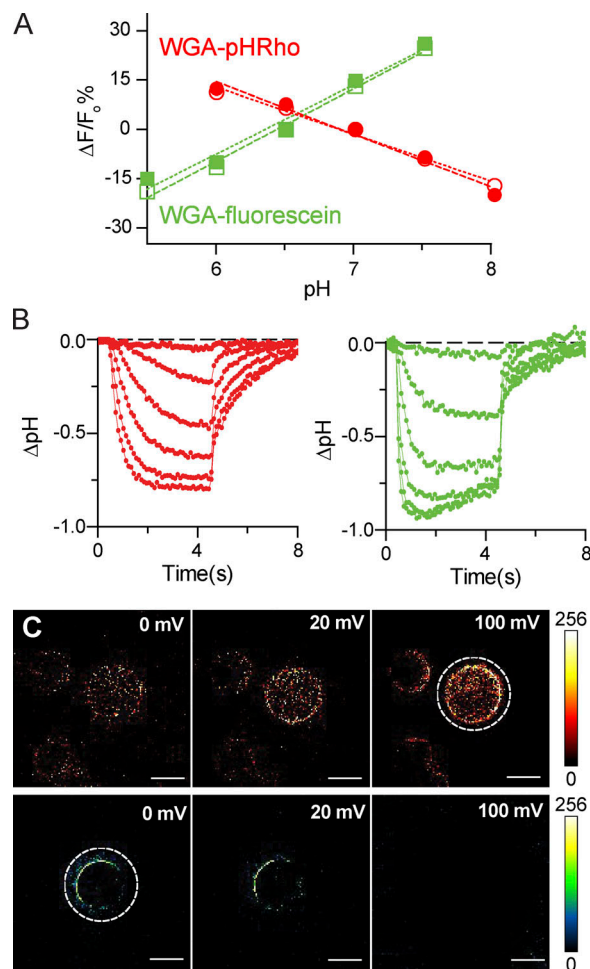 A
WGA-pHRho
WGA-fluorescein
ΔF/Fo %
30
15
0
-15
-30
6
7
8
pH
B
ΔpH
0.0
-0.5
-1.0
0
4
8
Time(s)
ΔpH
0.0
-0.5
-1.0
0
4
8
Time(s)
C
0 mV
20 mV
100 mV
256
0
0 mV
20 mV
100 mV
256
0